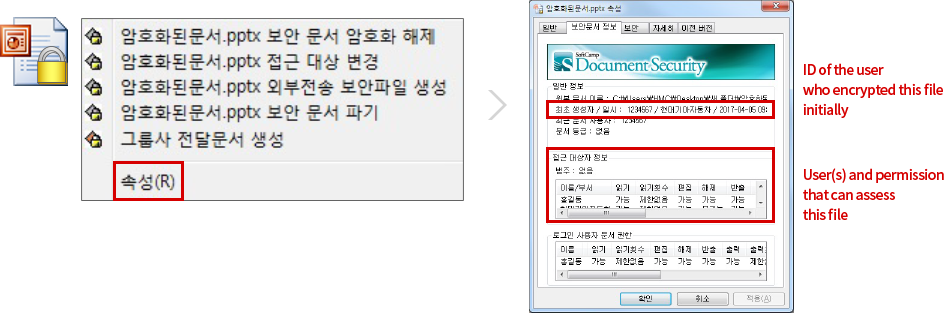 암호화된문서.pptx 보안 문서 암호화 해제
암호화된문서.pptx 접근 대상 변경
암호화된문서.pptx 외부전송 보안파일 생성
암호화된문서.pptx 보안 문서 파기
그룹사 전달문서 생성
속성(R)
암호화된문서.pptx 속성
일반 보안문서 정보 보안 자세히 이전 버전
SoftCamp
Document Security
일반 정보
최초 생성자 / 일시 : 1234567 / 현대기아자동차 / 2017-04-05 09:
최근 문서 사용자 : 1234567
문서 등급 : 없음
접근 대상자 정보
범주 : 없음
이름/부서 읽기 읽기횟수 편집 해제 반출
홍길동 가능 제한없음 가능 가능 가능
로그인 사용자 문서 권한
이름 읽기 읽기횟수 편집 해제 반출 출력 출력
홍길동 가능 제한없음 가능 가능 가능 가능 제한
확인 취소 적용(A)
ID of the user
who encrypted this file
initially
User(s) and permission
that can assess
this file